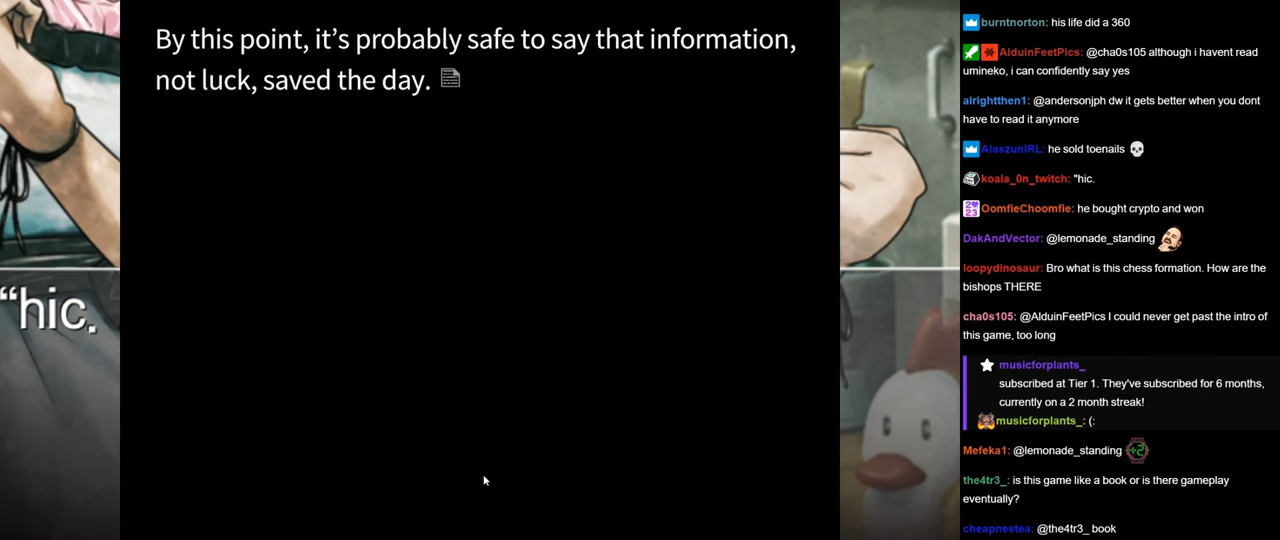 By this point, it’s probably safe to say that information,
not luck, saved the day.
“hic.
burntnorton: his life did a 360
AlduinFeetPics: @cha0s105 although i havent read
umineko, i can confidently say yes
alrightthen1: @andersonjph dw it gets better when you dont
have to read it anymore
AlaszunIRL: he sold toenails 💀
koala_0n_twitch: "hic.
2 23
OomfieChoomfie: he bought crypto and won
DakAndVector: @lemonade_standing
loopydinosaur: Bro what is this chess formation. How are the
bishops THERE
cha0s105: @AlduinFeetPics I could never get past the intro of
this game, too long
musicforplants_
subscribed at Tier 1. They've subscribed for 6 months,
currently on a 2 month streak!
musicforplants_: (:
Mefeka1: @lemonade_standing +2
the4tr3_: is this game like a book or is there gameplay
eventually?
cheapnestea: @the4tr3_ book